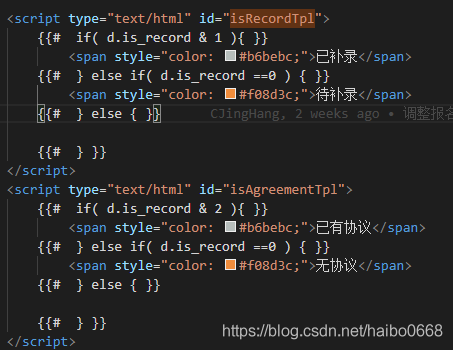 <script type="text/html" id="isRecordTpl">
{{#  if( d.is_record & 1 ){ }}
<span style="color: #b6bebc;">已补录</span>
{{#  } else if( d.is_record ==0 ) { }}
<span style="color: #f08d3c;">待补录</span>
{{#  } else { }} CJingHang, 2 weeks ago • 调整报名
{{#  } }}
</script>
<script type="text/html" id="isAgreementTpl">
{{#  if( d.is_record & 2 ){ }}
<span style="color: #b6bebc;">已有协议</span>
{{#  } else if( d.is_record ==0 ) { }}
<span style="color: #f08d3c;">无协议</span>
{{#  } else { }}
{{#  } }}
</script>
https://blog.csdn.net/haibo0668